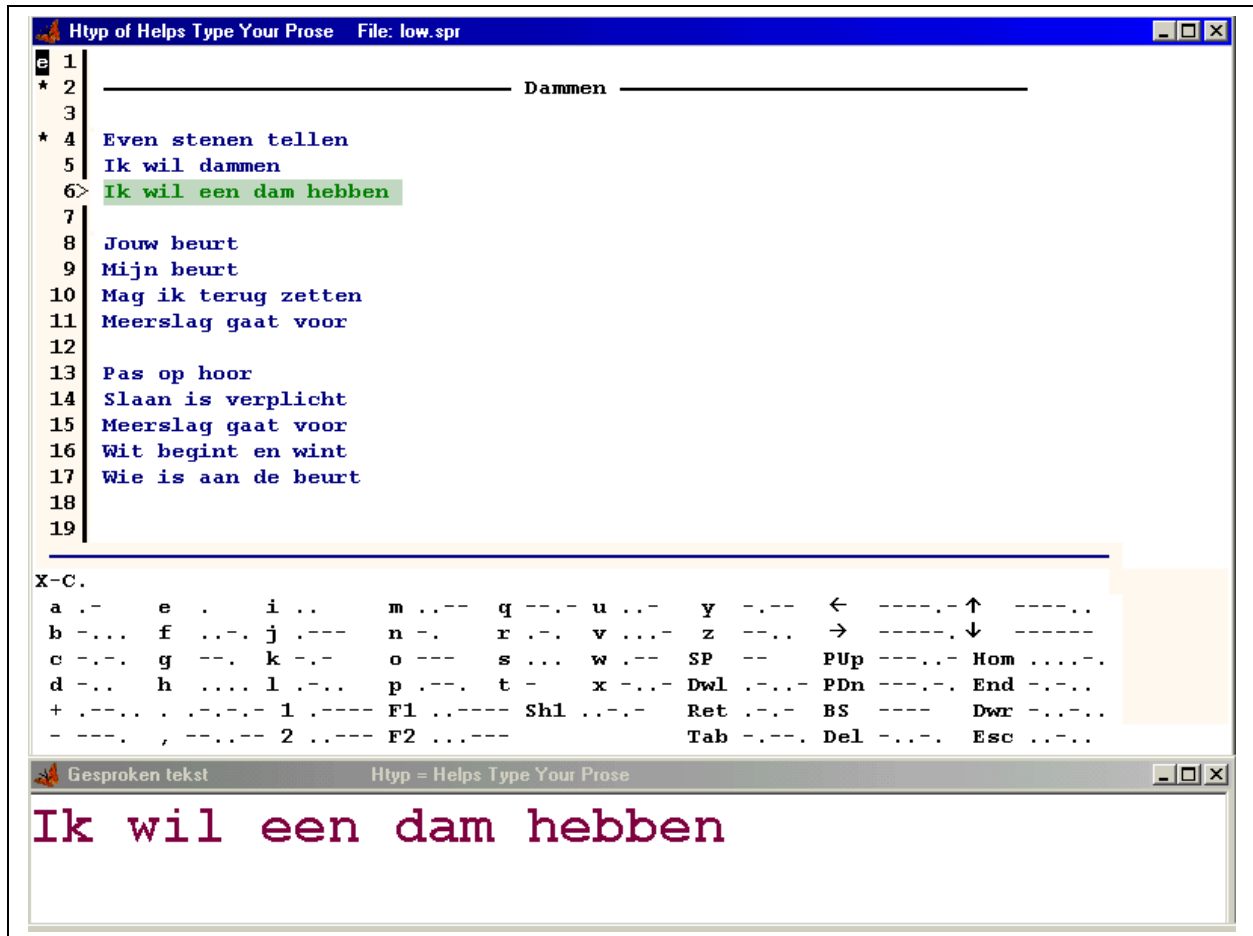 Htyp of Helps Type Your Prose File: low.spr
e 1
* 2 Dammen
3
* 4 Even stenen tellen
5 Ik wil dammen
6> Ik wil een dam hebben
7
8 Jouw beurt
9 Mijn beurt
10 Mag ik terug zetten
11 Meerslag gaat voor
12
13 Pas op hoor
14 Slaan is verplicht
15 Meerslag gaat voor
16 Wit begint en wint
17 Wie is aan de beurt
18
19
X-C.
a .- e . i .. m ..-- q --.- u ..- y -.-- ← ----.- ↑ ----..
b -... f ..-. j .--- n -. r .-. v ...- z --.. → -----. ↓ ------
c -.-. g --. k -.- o --- s ... w .-- SP -- PUp ---..- Hom ....-.
d -.. h .... l .-.. p .--. t - x -..- Dwl .-..- PDn ---.-. End -.-..
+ .--.. . .-.-.- 1 .---- F1 ..---- Sh1 ..-.- Ret .-.- BS ---- Dwr -..-..
- ---. , --..-- 2 ..--- F2 ...--- Tab -.--. Del -..-. Esc ..-..
Gesproken tekst Htyp = Helps Type Your Prose
Ik wil een dam hebben